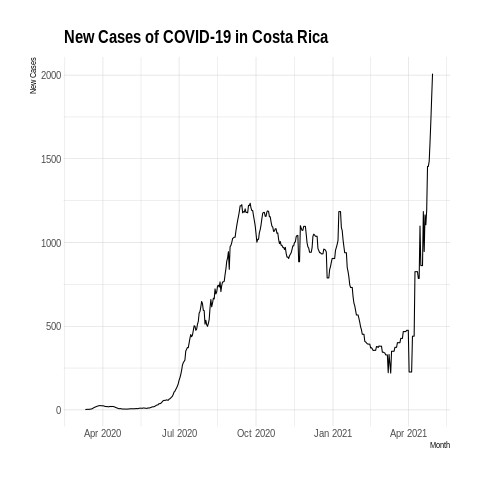 New Cases of COVID-19 in Costa Rica
New Cases
2000
1500
1000
500
0
Apr 2020 Jul 2020 Oct 2020 Jan 2021 Apr 2021
Month